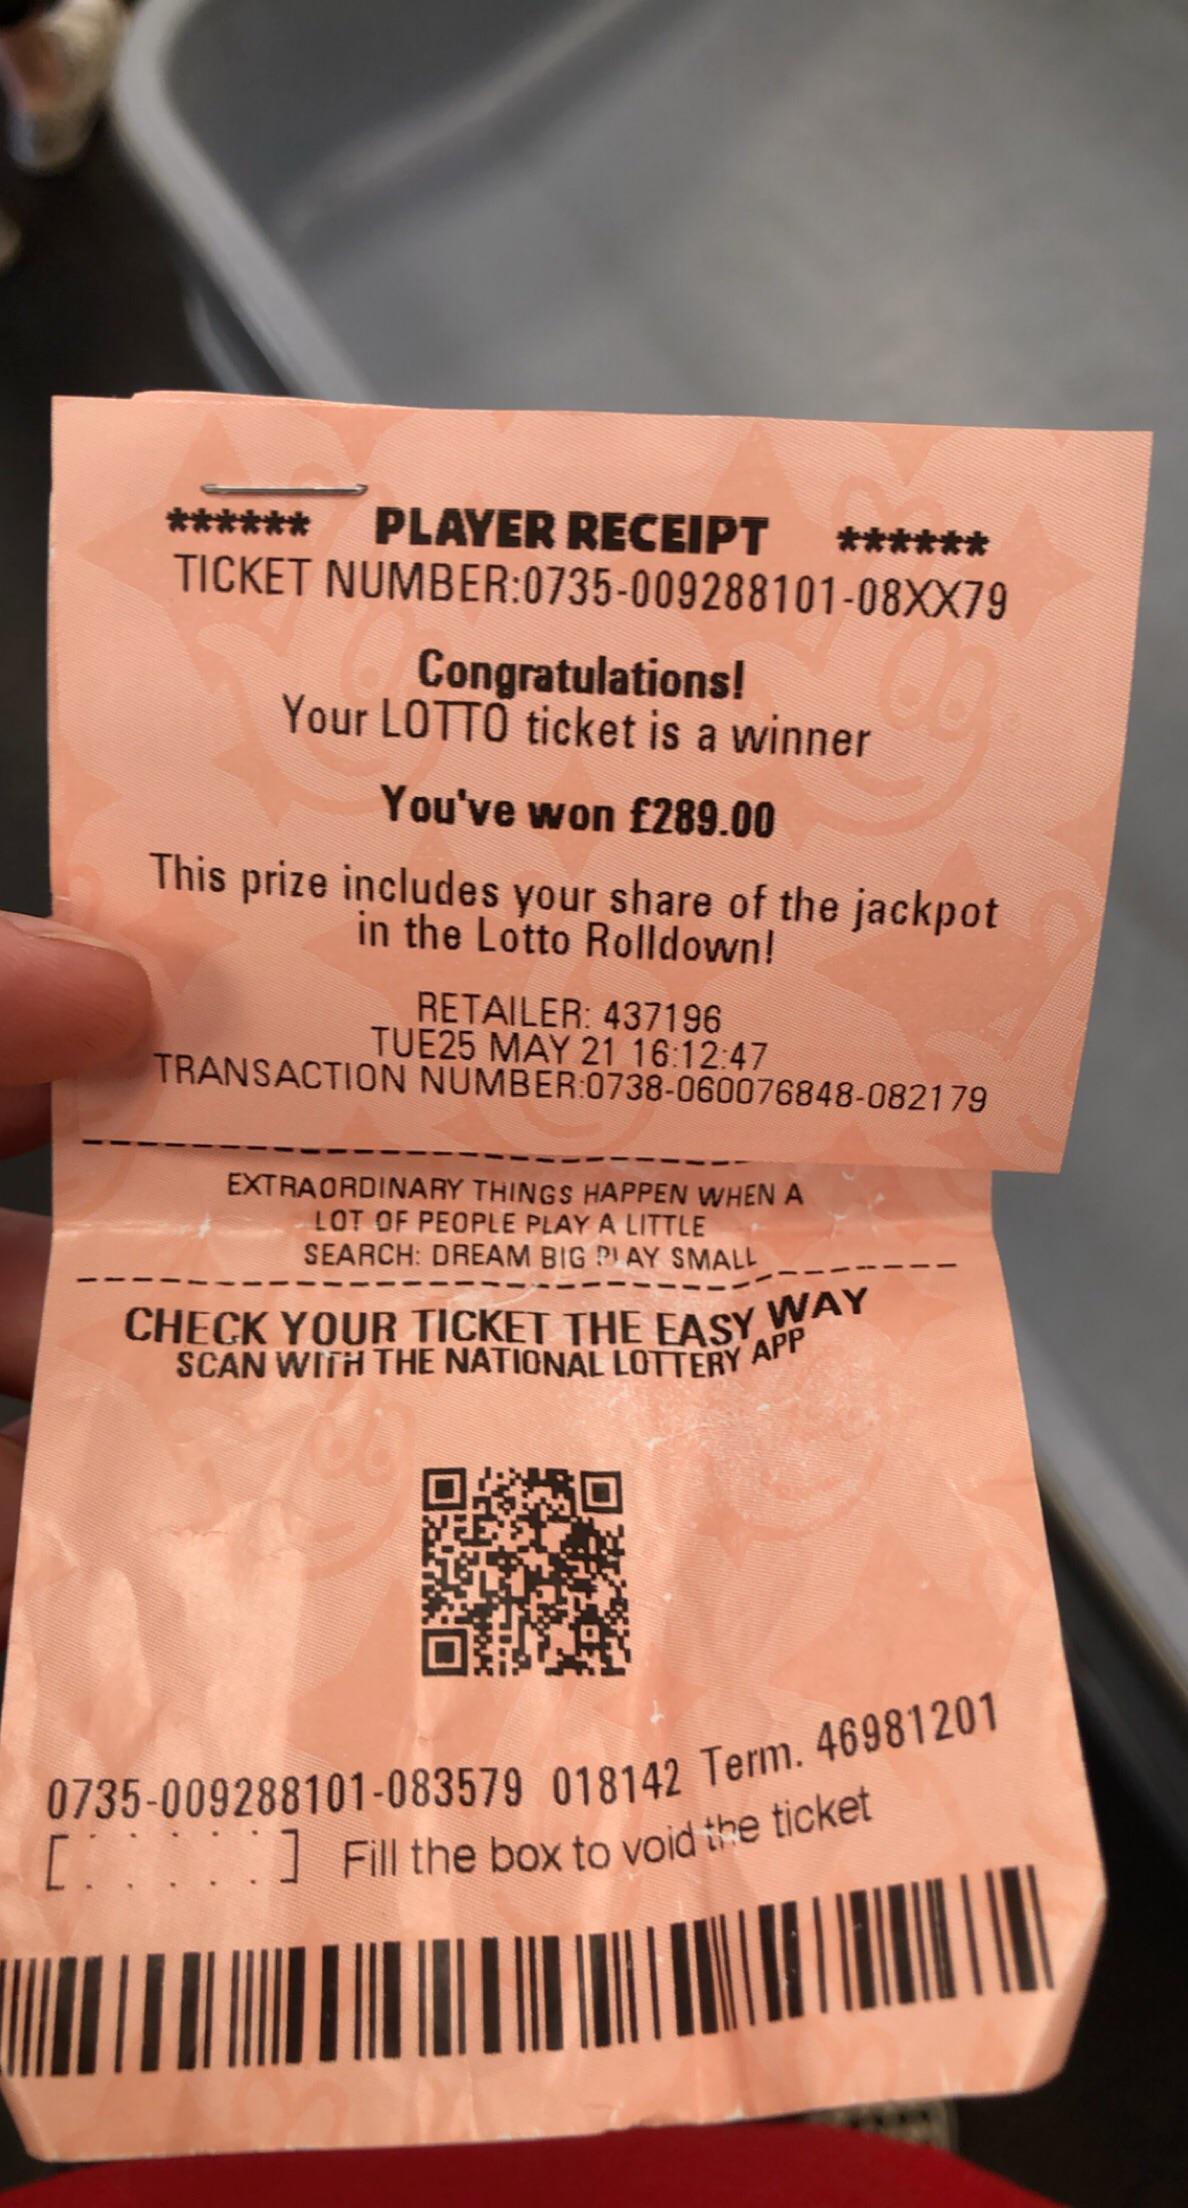 ****** PLAYER RECEIPT ******
TICKET NUMBER:0735-009288101-08XX79
Congratulations!
Your LOTTO ticket is a winner
You've won £289.00
This prize includes your share of the jackpot
in the Lotto Rolldown!
RETAILER: 437196
TUE25 MAY 21 16:12:47
TRANSACTION NUMBER:0738-060076848-082179
EXTRAORDINARY THINGS HAPPEN WHEN A
LOT OF PEOPLE PLAY A LITTLE
SEARCH: DREAM BIG PLAY SMALL
CHECK YOUR TICKET THE EASY WAY
SCAN WITH THE NATIONAL LOTTERY APP
0735-009288101-083579 018142 Term. 46981201
[. . . . . .] Fill the box to void the ticket